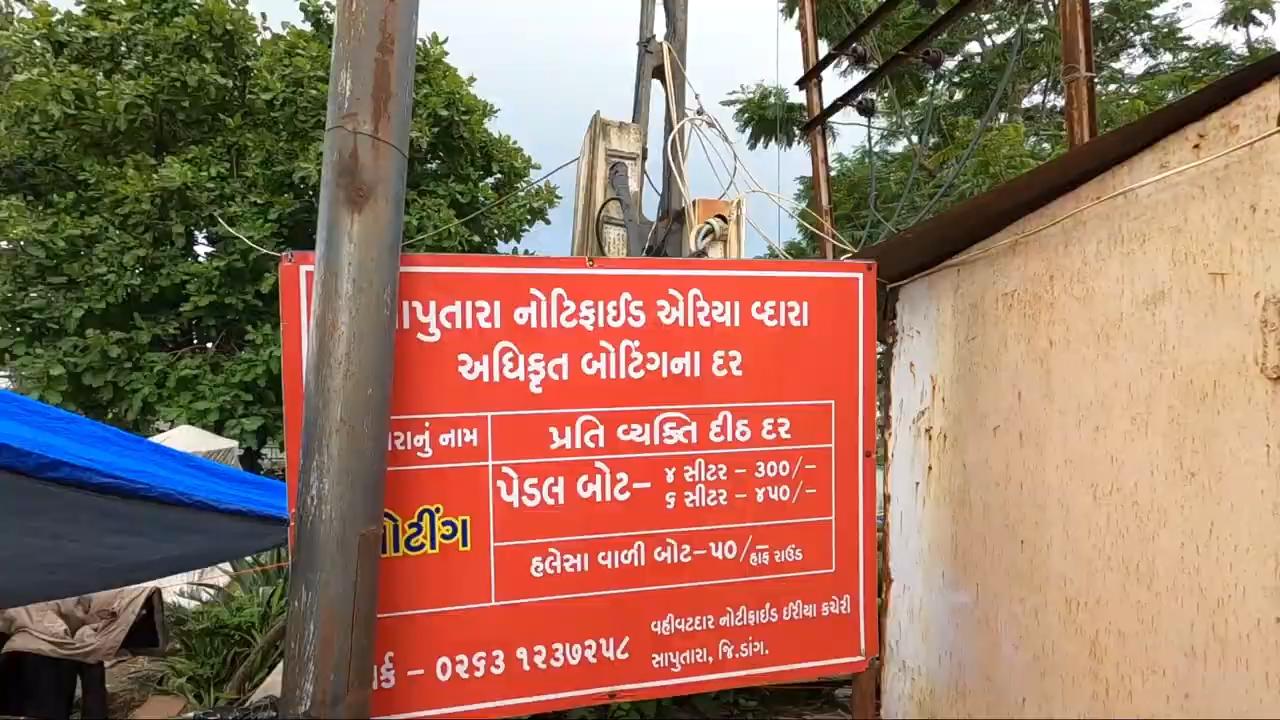 સાપુતારા નોટિફાઈડ એરિયા વ્દારા
અધિકૃત બોટિંગના દર
નામ
પ્રતિ વ્યક્તિ દીઠ દર
પેડલ બોટ– ૪ સીટર – ૩૦૦/–
૬ સીટર – ૪૫૦/–
બોટીંગ
હલેસા વાળી બોટ–૫૦/– હાફ રાઉંડ
– ૦૨૬૩ ૧૨૩૭૨૫૮
વહીવટદાર નોટીફાઈંડ ઈરીયા કચેરી
સાપુતારા, જિ.ડાંગ.